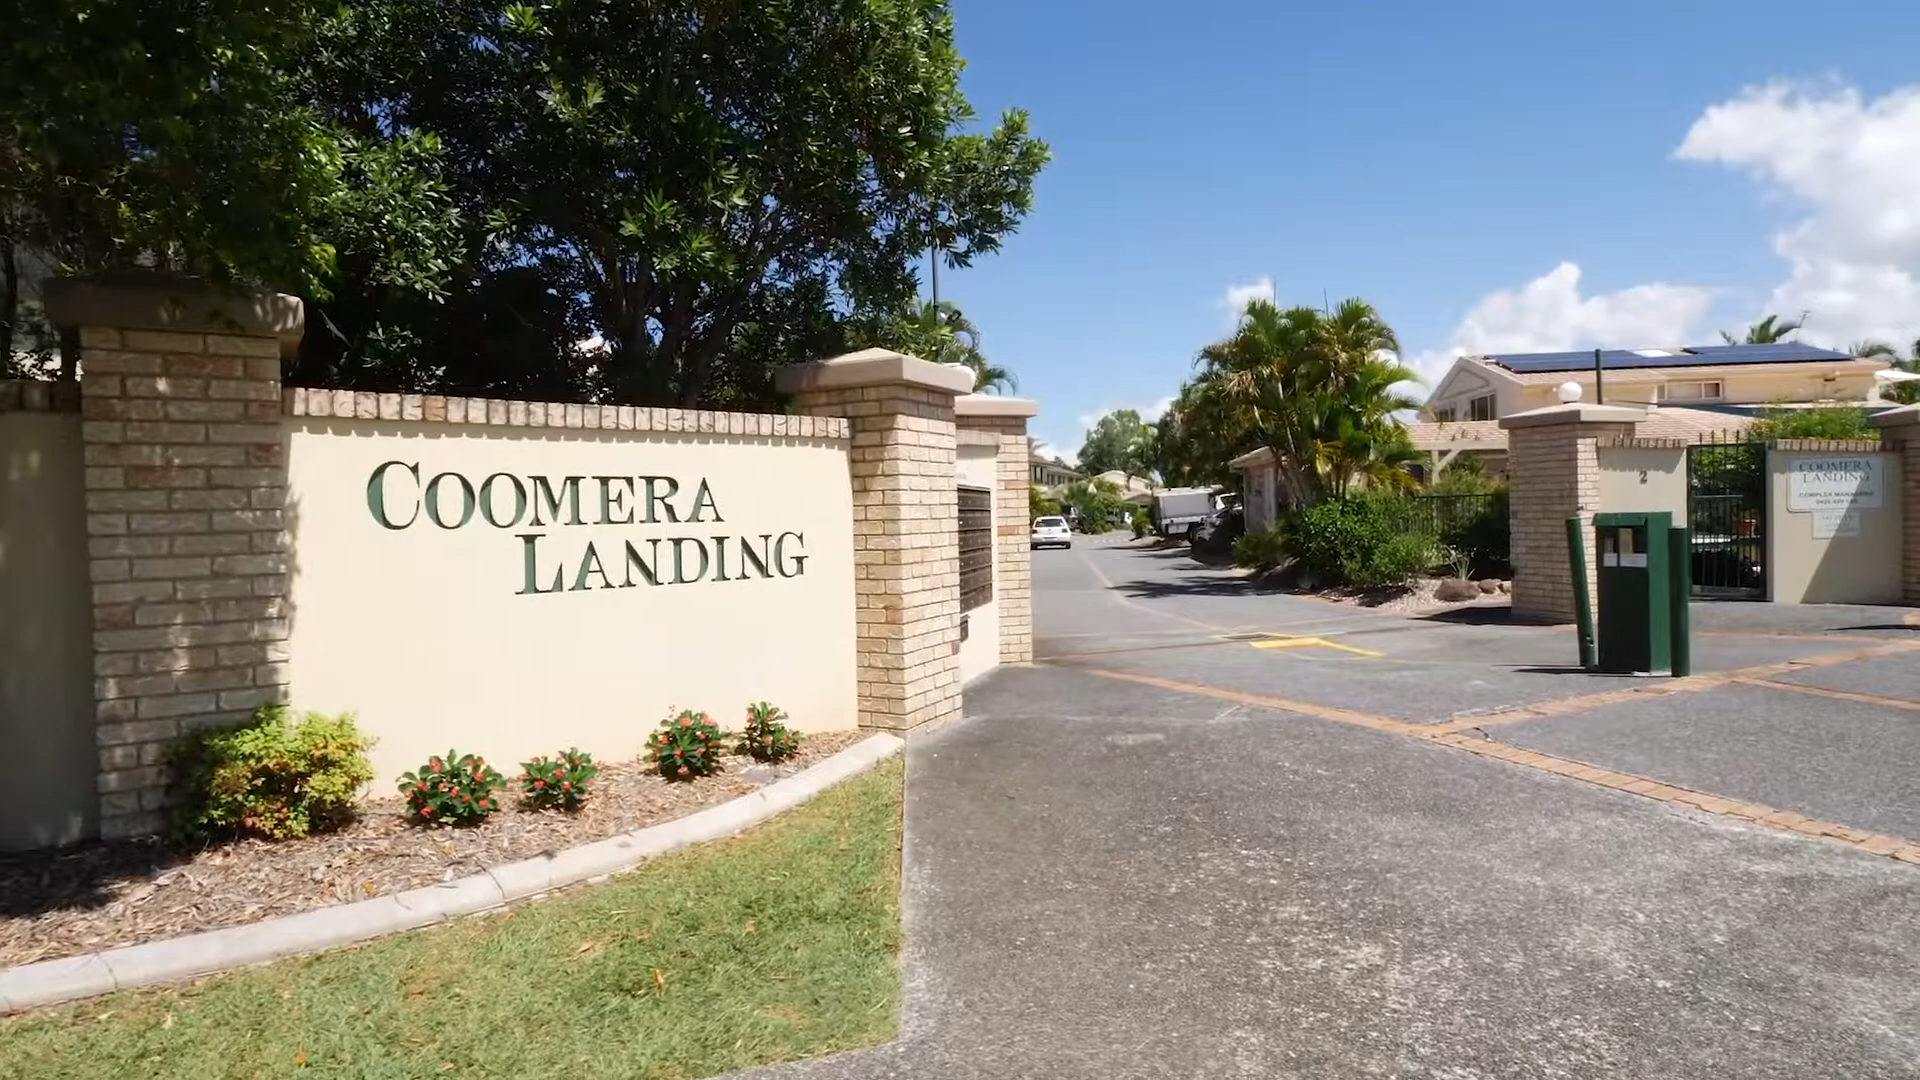 COOMERA
LANDING
2
COOMERA
LANDING
COMPLEX MANAGERS